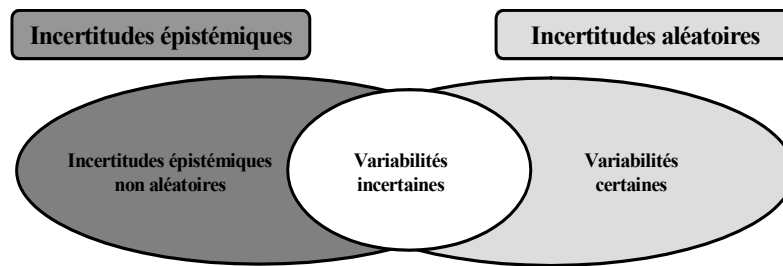 Incertitudes épistémiques
Incertitudes aléatoires
Incertitudes épistémiques
non aléatoires
Variabilités
incertaines
Variabilités
certaines